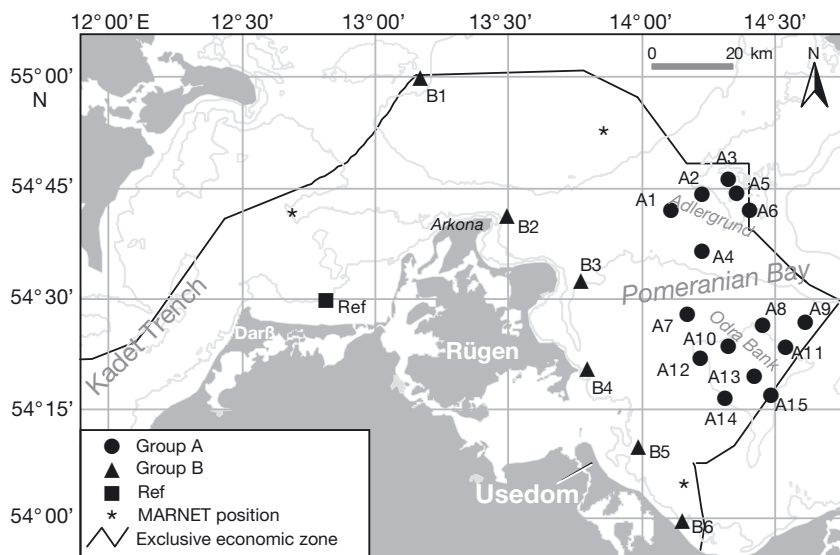 12°00' E 12°30' 13°00' 13°30' 14°00' 14°30'
55°00'
N
54°45'
54°30'
54°15'
54°00'
0 20 km
N
B1
A3
A2
A5
A1
A6
Adlergrund
Arkona
B2
A4
B3
Pomeranian Bay
Kadet Trench
Ref
Darß
A7
A8
A9
Odra Bank
A10
Rügen
A11
A12
A13
B4
A14
A15
B5
Usedom
B6
Group A
Group B
Ref
MARNET position
Exclusive economic zone